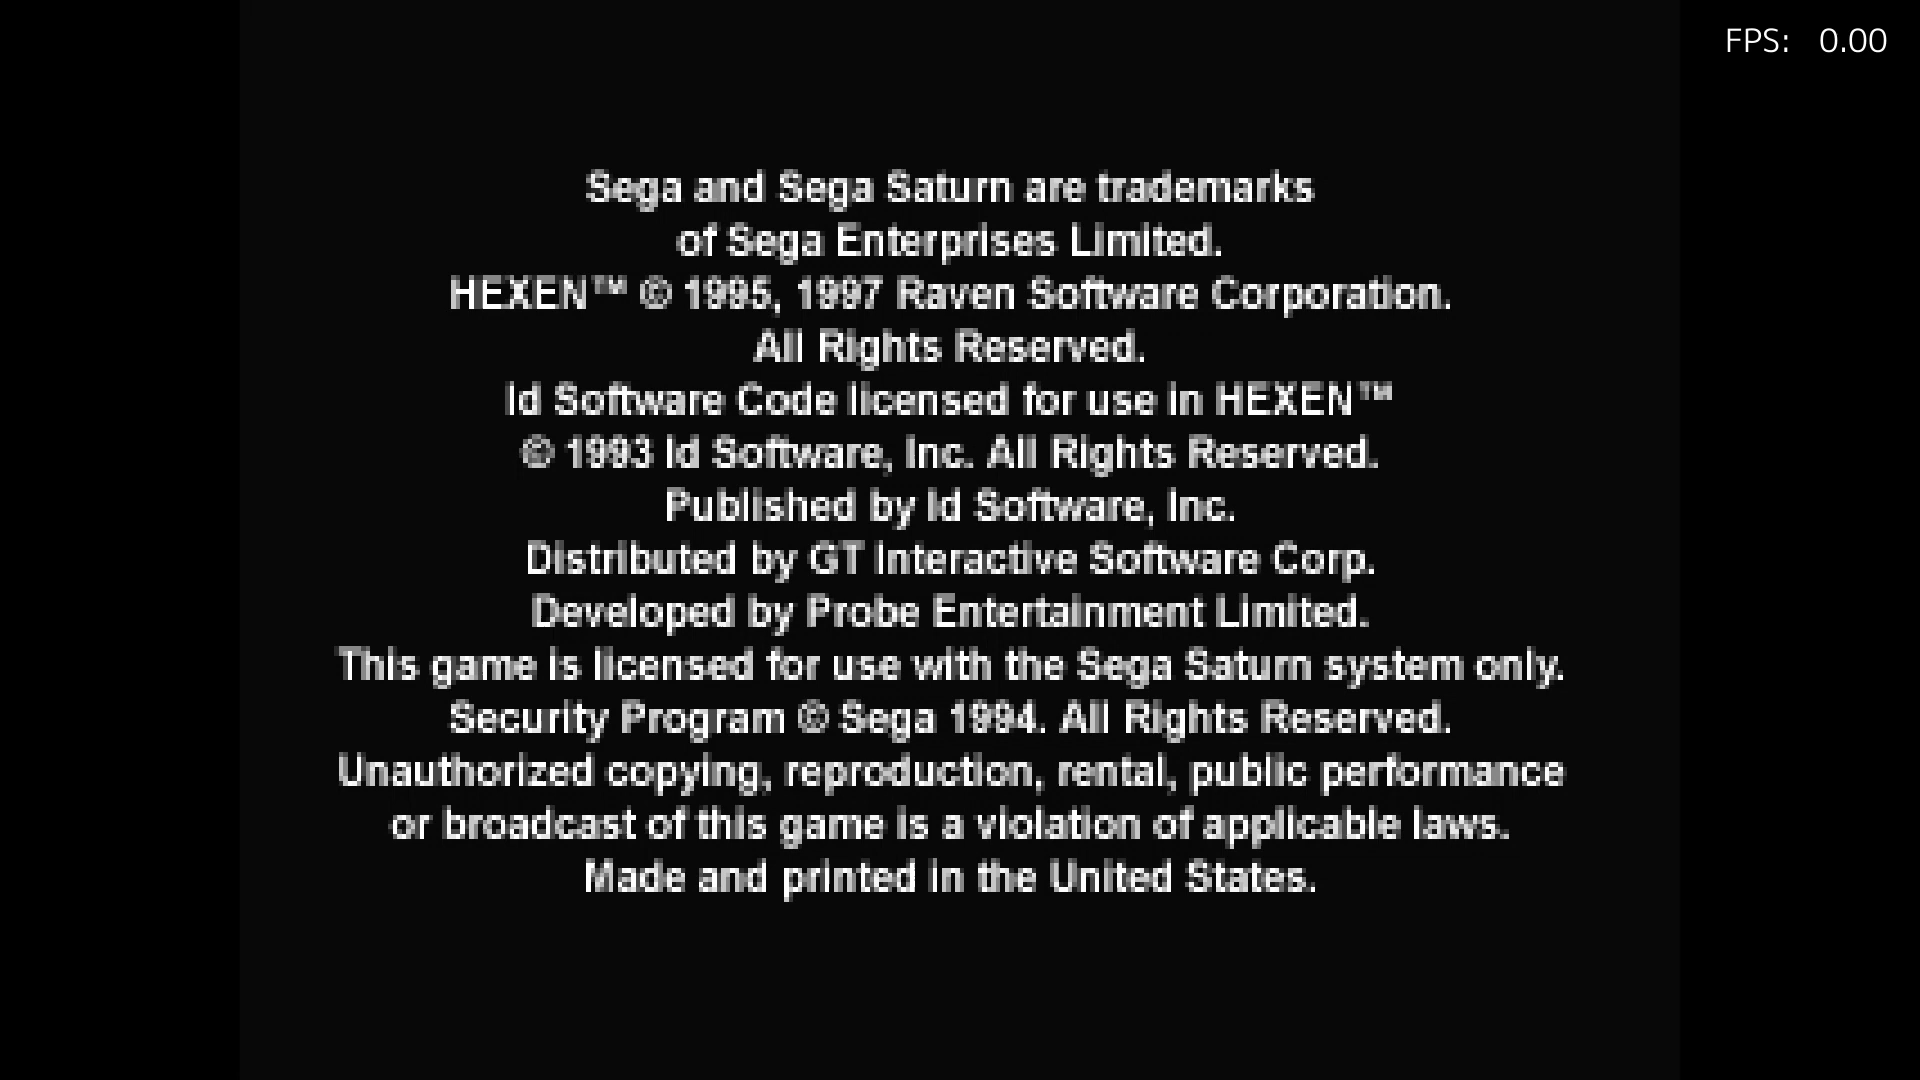 FPS: 0.00
Sega and Sega Saturn are trademarks
of Sega Enterprises Limited.
HEXEN™ © 1995, 1997 Raven Software Corporation.
All Rights Reserved.
Id Software Code licensed for use in HEXEN™
© 1993 Id Software, Inc. All Rights Reserved.
Published by Id Software, Inc.
Distributed by GT Interactive Software Corp.
Developed by Probe Entertainment Limited.
This game is licensed for use with the Sega Saturn system only.
Security Program © Sega 1994. All Rights Reserved.
Unauthorized copying, reproduction, rental, public performance
or broadcast of this game is a violation of applicable laws.
Made and printed in the United States.